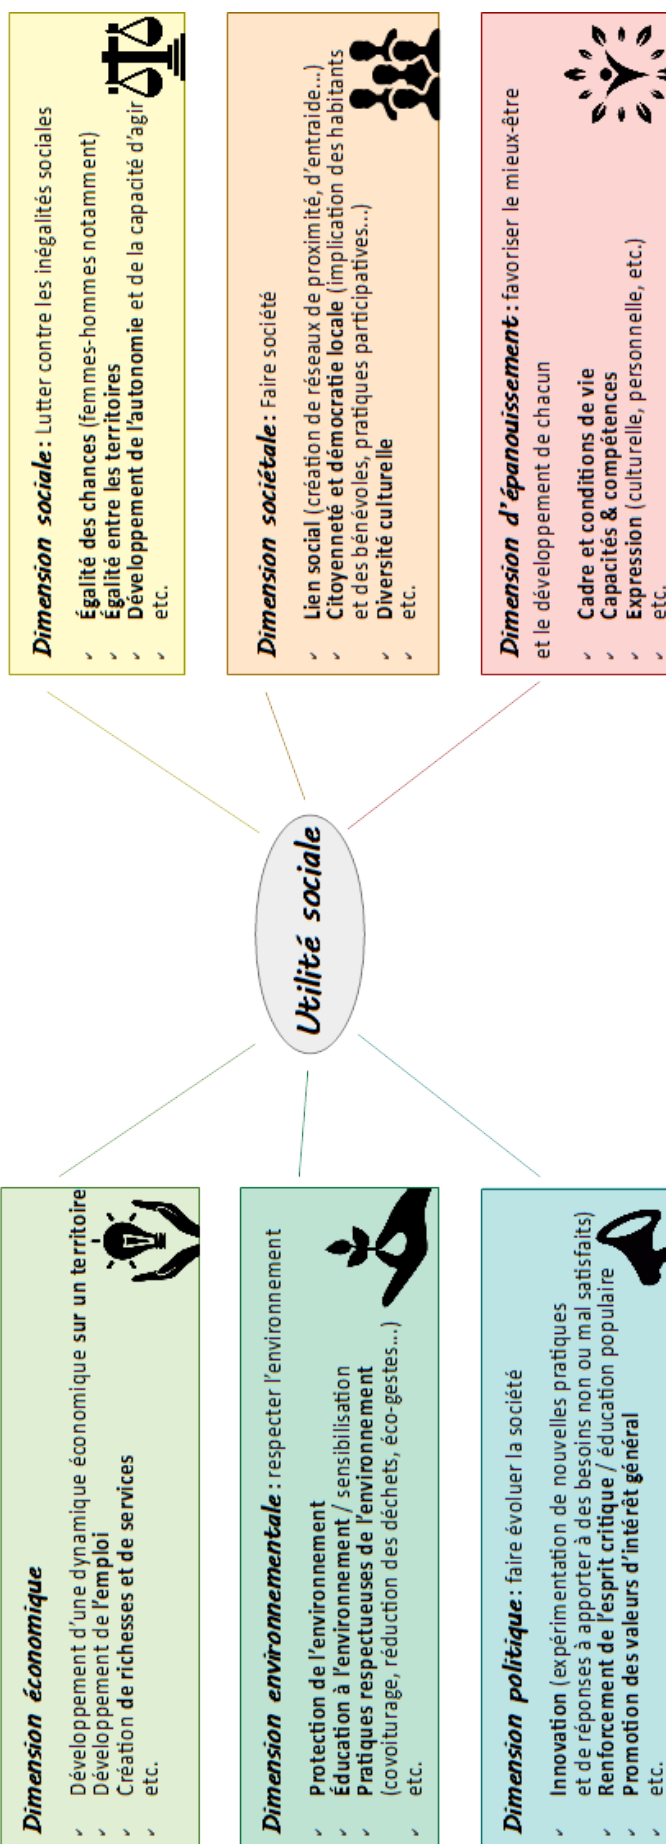 Dimension économique
✓ Développement d'une dynamique économique sur un territoire
✓ Développement de l'emploi
✓ Création de richesses et de services
✓ etc.
Dimension environnementale : respecter l'environnement
✓ Protection de l'environnement
✓ Éducation à l'environnement / sensibilisation
✓ Pratiques respectueuses de l'environnement
(covoiturage, réduction des déchets, éco-gestes...)
✓ etc.
Dimension politique : faire évoluer la société
✓ Innovation (expérimentation de nouvelles pratiques
et de réponses à apporter à des besoins non ou mal satisfaits)
✓ Renforcement de l'esprit critique / éducation populaire
✓ Promotion des valeurs d'intérêt général
✓ etc.
Utilité sociale
Dimension sociale : Lutter contre les inégalités sociales
✓ Égalité des chances (femmes-hommes notamment)
✓ Égalité entre les territoires
✓ Développement de l'autonomie et de la capacité d'agir
✓ etc.
Dimension sociétale : Faire société
✓ Lien social (création de réseaux de proximité, d'entraide...)
✓ Citoyenneté et démocratie locale (implication des habitants
et des bénévoles, pratiques participatives...)
✓ Diversité culturelle
✓ etc.
Dimension d'épanouissement : favoriser le mieux-être
et le développement de chacun
✓ Cadre et conditions de vie
✓ Capacités & compétences
✓ Expression (culturelle, personnelle, etc.)
✓ etc.